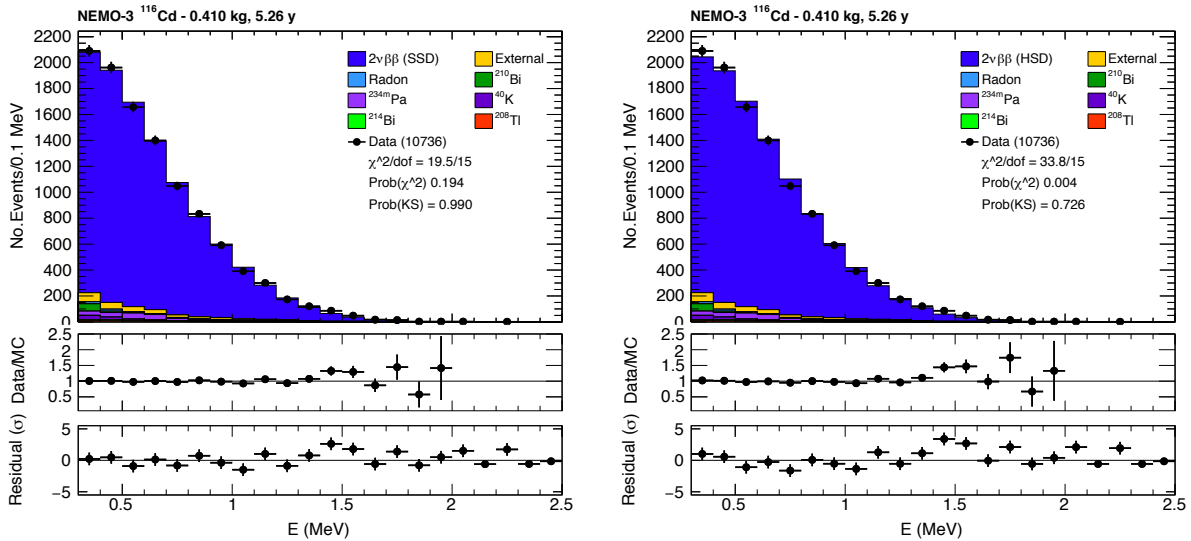 NEMO-3 ¹¹⁶Cd - 0.410 kg, 5.26 y
No.Events/0.1 MeV
2200
2000
1800
1600
1400
1200
1000
800
600
400
200
0
2νββ (SSD)
External
Radon
²¹⁰Bi
²³⁴ᵐPa
⁴⁰K
²¹⁴Bi
²⁰⁸Tl
Data (10736)
χ^2/dof = 19.5/15
Prob(χ^2) 0.194
Prob(KS) = 0.990
Data/MC
2.5
2
1.5
1
0.5
Residual (σ)
5
0
−5
0.5 1 1.5 2 2.5
E (MeV)
NEMO-3 ¹¹⁶Cd - 0.410 kg, 5.26 y
No.Events/0.1 MeV
2200
2000
1800
1600
1400
1200
1000
800
600
400
200
0
2νββ (HSD)
External
Radon
²¹⁰Bi
²³⁴ᵐPa
⁴⁰K
²¹⁴Bi
²⁰⁸Tl
Data (10736)
χ^2/dof = 33.8/15
Prob(χ^2) 0.004
Prob(KS) = 0.726
Data/MC
2.5
2
1.5
1
0.5
Residual (σ)
5
0
−5
0.5 1 1.5 2 2.5
E (MeV)